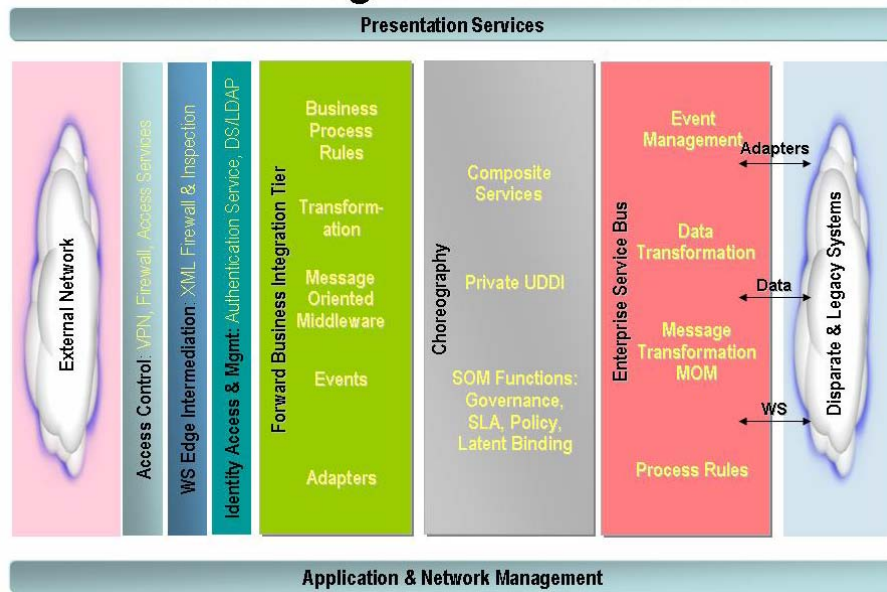 Presentation Services
External Network
Access Control: VPN, Firewall, Access Services
WS Edge Intermediation: XML Firewall & Inspection
Identity Access & Mgmt: Authentication Service, DS/LDAP
Forward Business Integration Tier
Business
Process
Rules
Transform-
ation
Message
Oriented
Middleware
Events
Adapters
Choreography
Composite
Services
Private UDDI
SOM Functions:
Governance,
SLA, Policy,
Latent Binding
Enterprise Service Bus
Event
Management
Data
Transformation
Message
Transformation
MOM
Process Rules
Adapters
Data
WS
Disparate & Legacy Systems
Application & Network Management